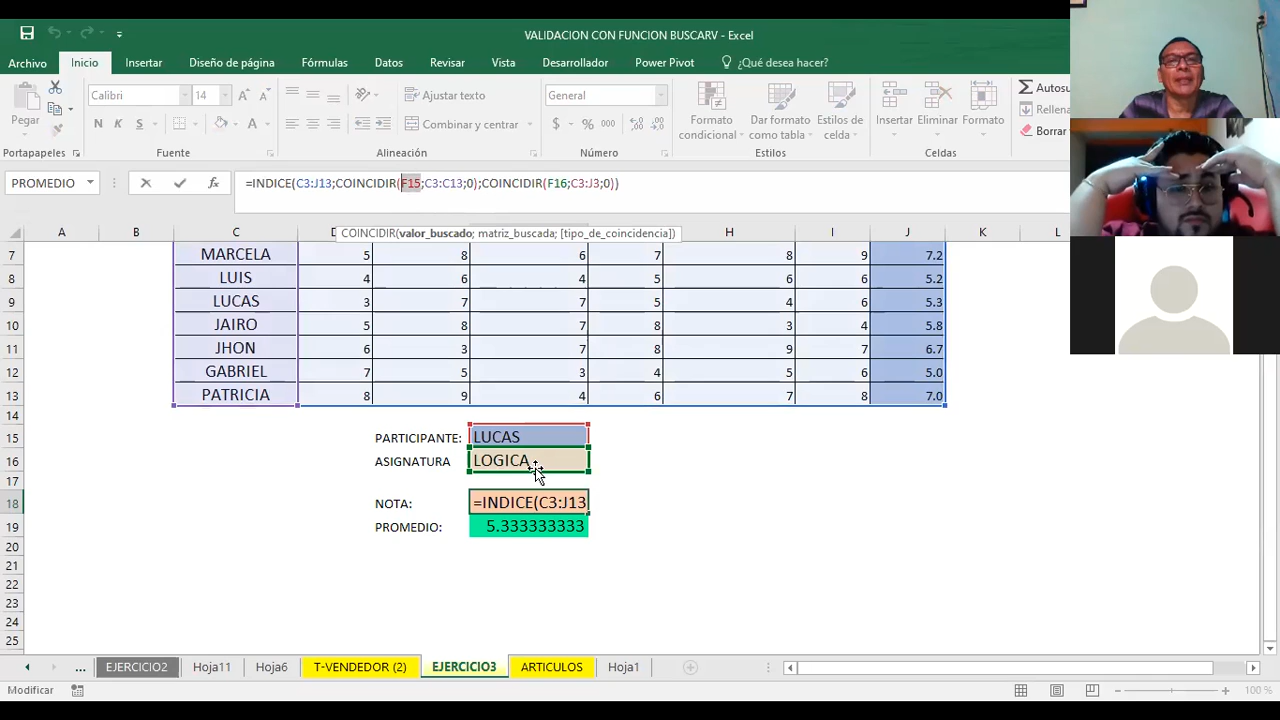 VALIDACION CON FUNCION BUSCARV - Excel
Archivo Inicio Insertar Diseño de página Fórmulas Datos Revisar Vista Desarrollador Power Pivot ¿Qué desea hacer?
Calibri 14 A A Ajustar texto General Autosu
Pegar N K S A Combinar y centrar $ % 000 Formato condicional Dar formato como tabla Estilos de celda Insertar Eliminar Formato Rellena
Borrar
Portapapeles Fuente Alineación Número Estilos Celdas
PROMEDIO fx =INDICE(C3:J13;COINCIDIR(F15;C3:C13;0);COINCIDIR(F16;C3:J3;0))
COINCIDIR(valor_buscado; matriz_buscada; [tipo_de_coincidencia])
A B C D H I J K L
7 MARCELA 5 8 6 7 8 9 7.2
8 LUIS 4 6 4 5 6 6 5.2
9 LUCAS 3 7 7 5 4 6 5.3
10 JAIRO 5 8 7 8 3 4 5.8
11 JHON 6 3 7 8 9 7 6.7
12 GABRIEL 7 5 3 4 5 6 5.0
13 PATRICIA 8 9 4 6 7 8 7.0
14
15 PARTICIPANTE: LUCAS
16 ASIGNATURA LOGICA
17
18 NOTA: =INDICE(C3:J13
19 PROMEDIO: 5.333333333
20
21
22
23
24
25
... EJERCICIO2 Hoja11 Hoja6 T-VENDEDOR (2) EJERCICIO3 ARTICULOS Hoja1
Modificar 100 %